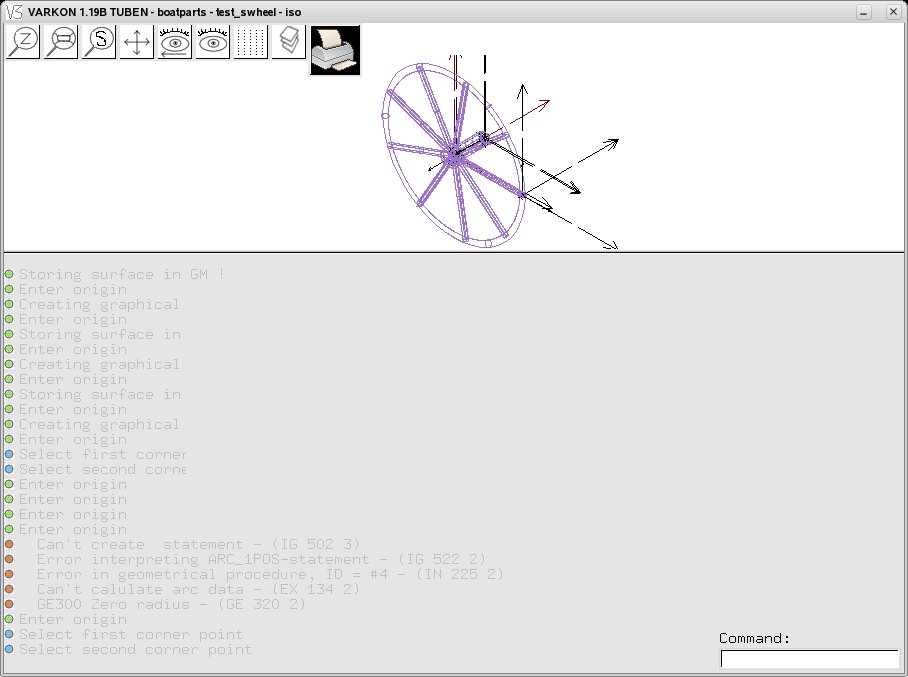 VARKON 1.19B TUBEN - boatparts - test_swheel - iso
Z
S
Storing surface in GM !
Enter origin
Creating graphical
Enter origin
Storing surface in
Enter origin
Creating graphical
Enter origin
Storing surface in
Enter origin
Creating graphical
Enter origin
Select first corner
Select second corne
Enter origin
Enter origin
Enter origin
Enter origin
Can't create  statement - (IG 502 3)
Error interpreting ARC_1POS-statement - (IG 522 2)
Error in geometrical procedure, ID = #4 - (IN 225 2)
Can't calulate arc data - (EX 134 2)
GE300 Zero radius - (GE 320 2)
Enter origin
Select first corner point
Select second corner point
Command: